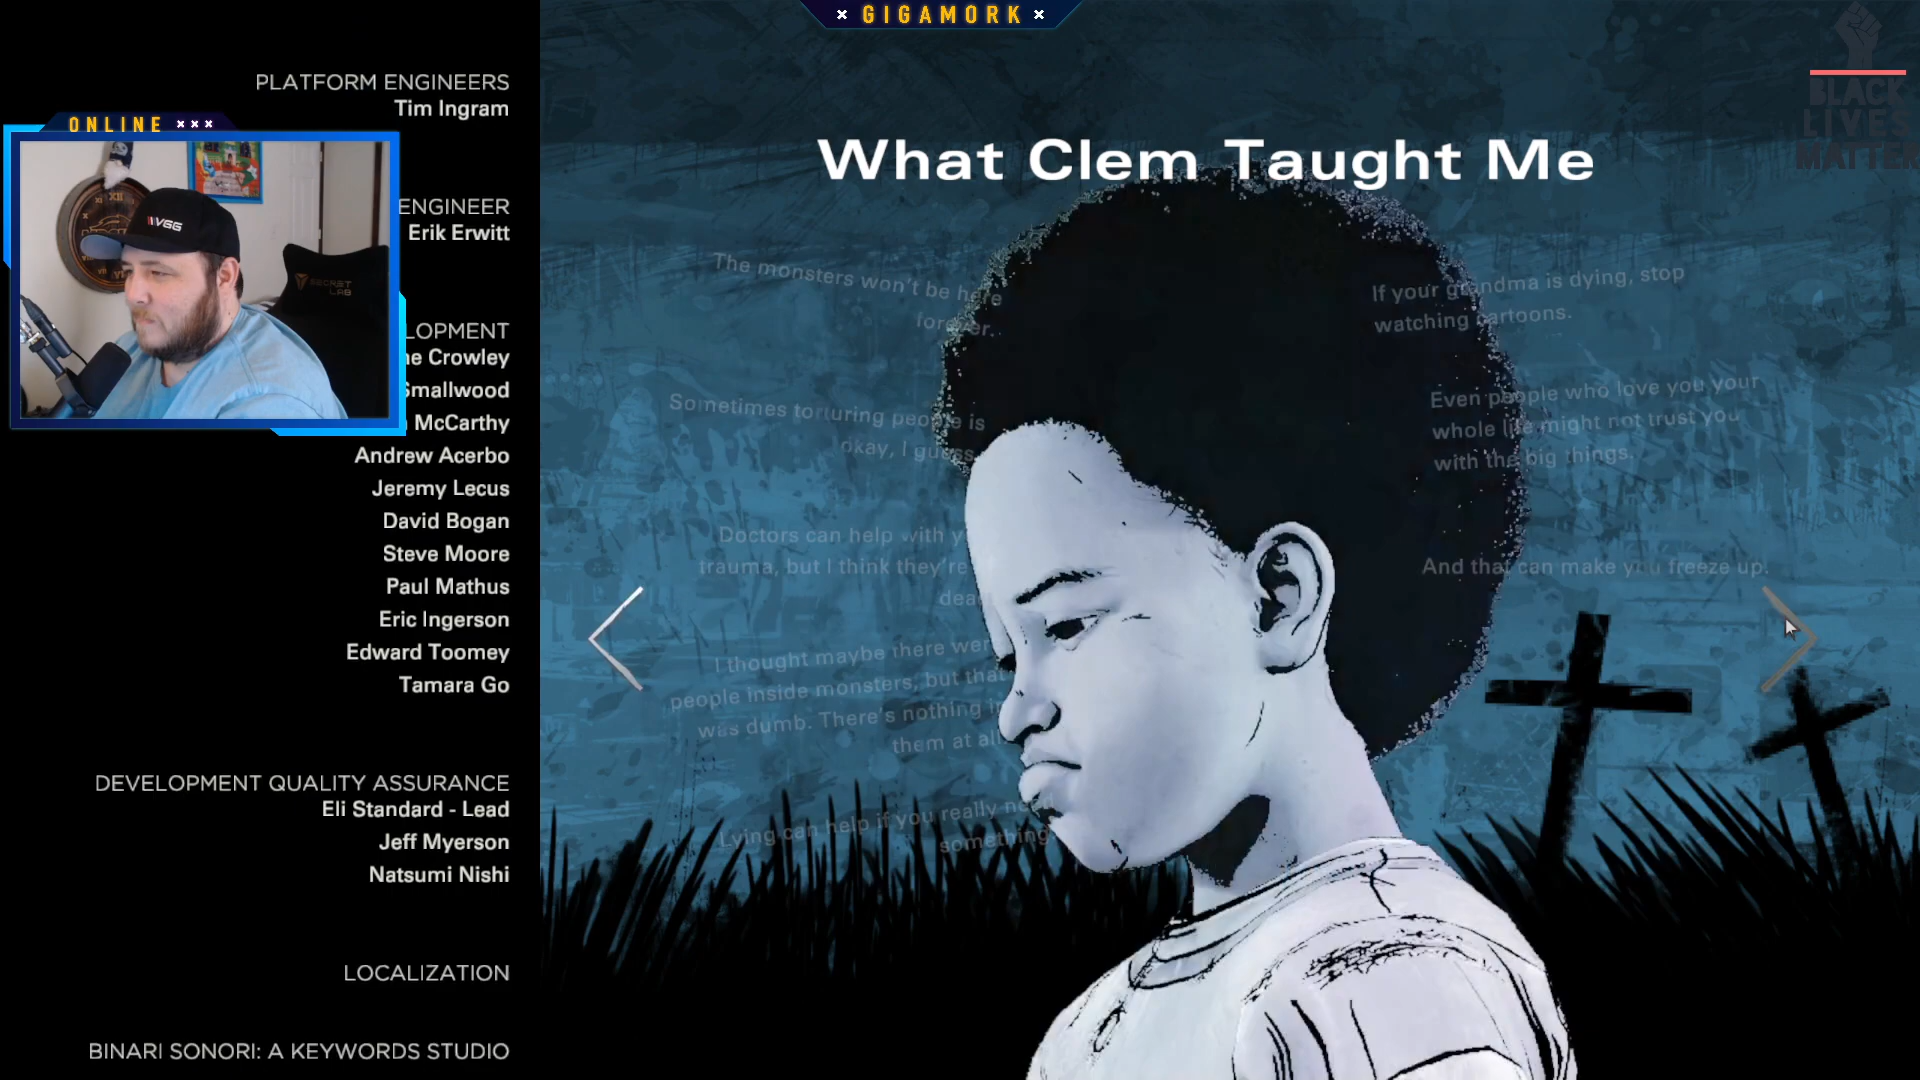 GIGAMORK
PLATFORM ENGINEERS
Tim Ingram
ONLINE
ENGINEER
Erik Erwitt
VGG
SECRET
LAB
Crowley
Smallwood
McCarthy
Andrew Acerbo
Jeremy Lecus
David Bogan
Steve Moore
Paul Mathus
Eric Ingerson
Edward Toomey
Tamara Go
DEVELOPMENT QUALITY ASSURANCE
Eli Standard - Lead
Jeff Myerson
Natsumi Nishi
LOCALIZATION
BINARI SONORI: A KEYWORDS STUDIO
What Clem Taught Me
The monsters won't be here
forever.
Sometimes torturing people is
okay, I guess.
Doctors can help with
trauma, but I think they're
I thought maybe there
people inside monsters, but that
was dumb. There's nothing
them at all.
Lying can help if you really
something
If your grandma is dying, stop
watching cartoons.
Even people who love you your
whole life might not trust you
with the big things.
And that can make you freeze up.
BLACK
LIVES
MATTER